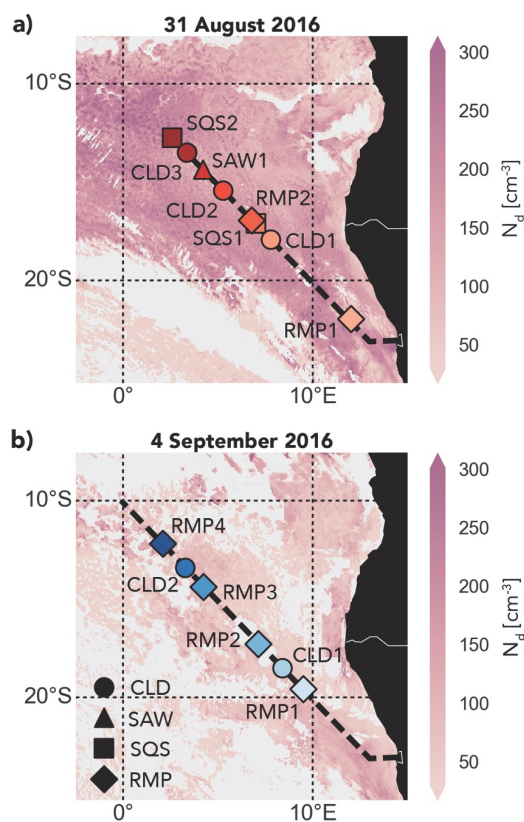 a)
31 August 2016
10°S
20°S
SQS2
SAW1
CLD3
RMP2
CLD2
SQS1
CLD1
RMP1
0°
10°E
300
250
200
150
100
50
N_d [cm⁻³]
b)
4 September 2016
10°S
20°S
RMP4
CLD2
RMP3
RMP2
CLD1
RMP1
CLD
SAW
SQS
RMP
0°
10°E
300
250
200
150
100
50
N_d [cm⁻³]